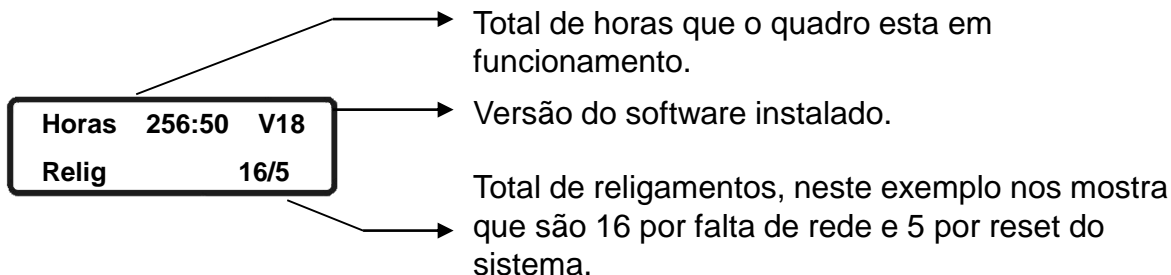 Total de horas que o quadro esta em
funcionamento.
Horas 256:50 V18
Versão do software instalado.
Relig 16/5
Total de religamentos, neste exemplo nos mostra
que são 16 por falta de rede e 5 por reset do
sistema.